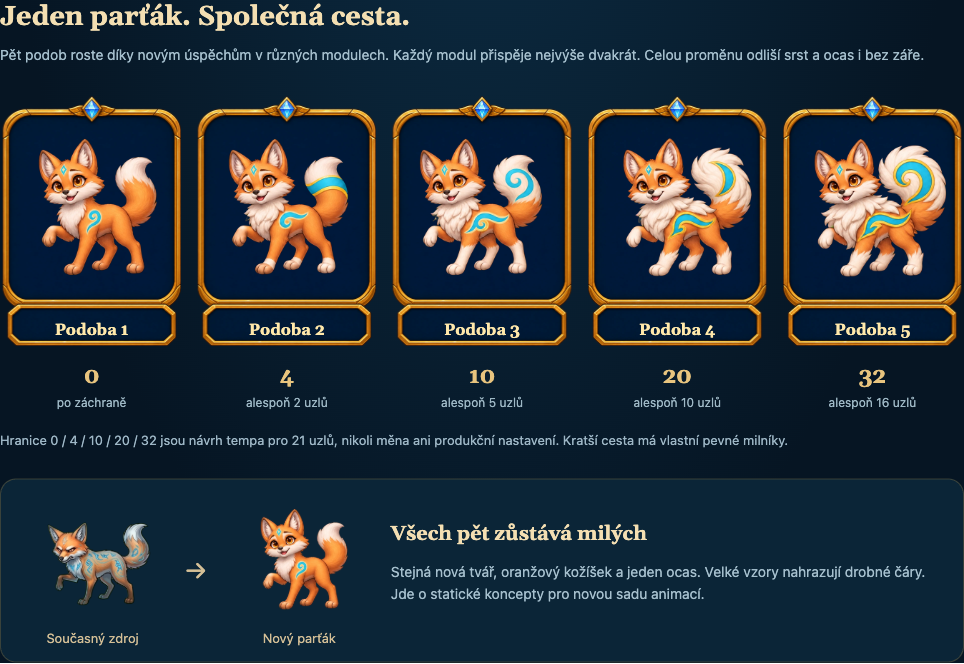 Jeden parťák. Společná cesta.
Pět podob roste díky novým úspěchům v různých modulech. Každý modul přispěje nejvýše dvakrát. Celou proměnu odliší srst a ocas i bez záře.
Podoba 1
Podoba 2
Podoba 3
Podoba 4
Podoba 5
0
4
10
20
32
po záchraně
alespoň 2 uzlů
alespoň 5 uzlů
alespoň 10 uzlů
alespoň 16 uzlů
Hranice 0 / 4 / 10 / 20 / 32 jsou návrh tempa pro 21 uzlů, nikoli měna ani produkční nastavení. Kratší cesta má vlastní pevné milníky.
Všech pět zůstává milých
Stejná nová tvář, oranžový kožíšek a jeden ocas. Velké vzory nahrazují drobné čáry.
Jde o statické koncepty pro novou sadu animací.
→
Současný zdroj
Nový parťák